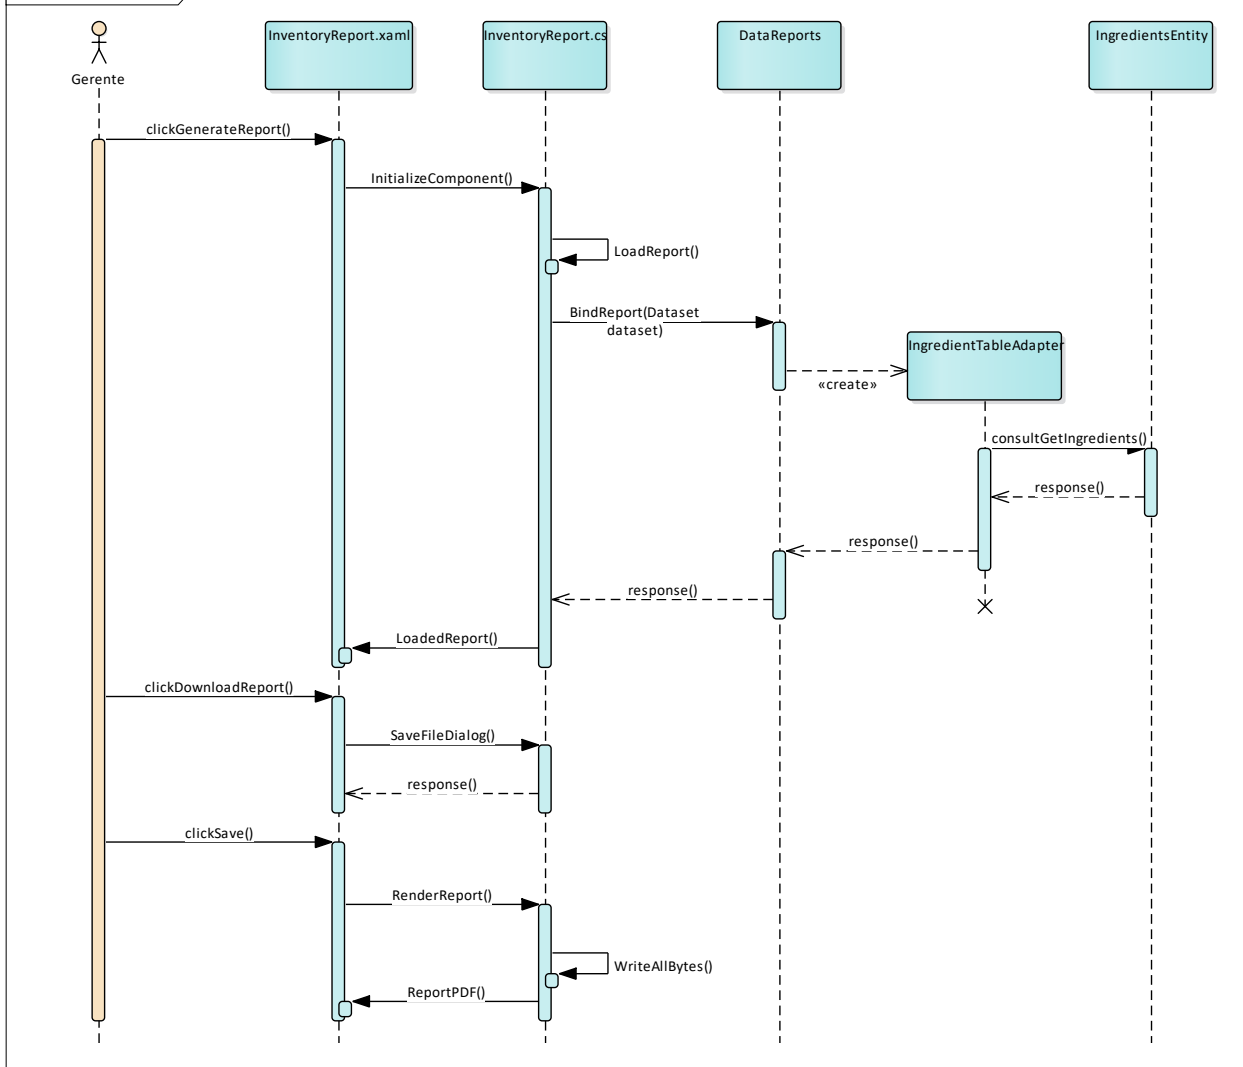 InventoryReport.xaml
InventoryReport.cs
DataReports
IngredientsEntity
Gerente
clickGenerateReport()
InitializeComponent()
LoadReport()
BindReport(Dataset
dataset)
IngredientTableAdapter
«create»
consultGetIngredients()
response()
response()
response()
LoadedReport()
clickDownloadReport()
SaveFileDialog()
response()
clickSave()
RenderReport()
WriteAllBytes()
ReportPDF()